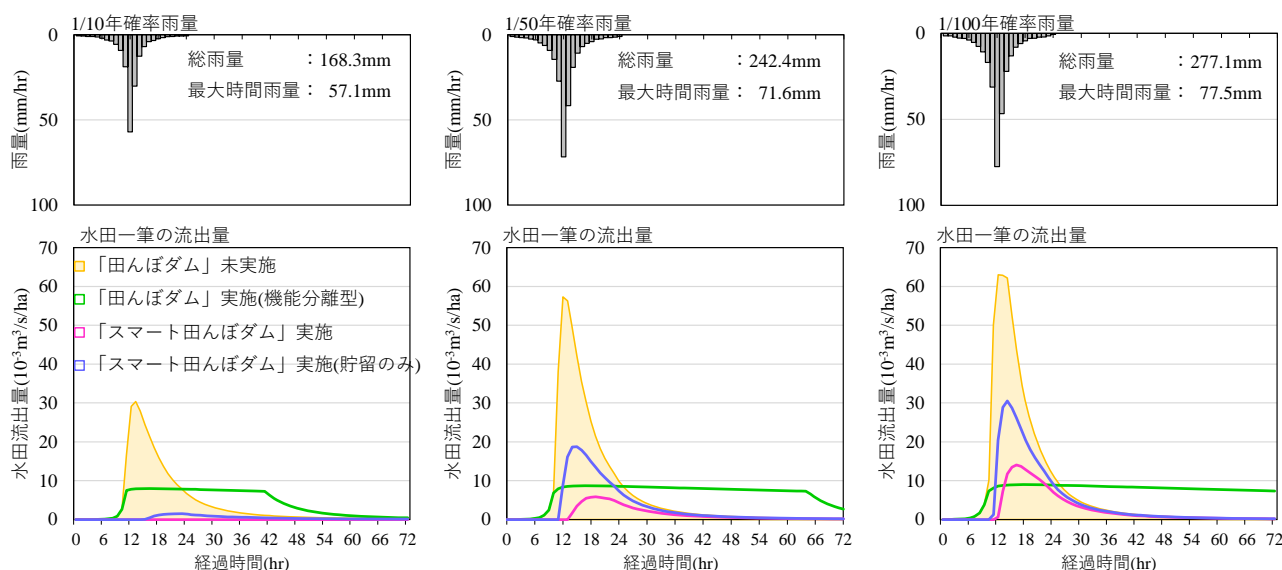 1/10年確率雨量
0
50
100
雨量(mm/hr)
総雨量 :168.3mm
最大時間雨量: 57.1mm
1/50年確率雨量
0
50
100
雨量(mm/hr)
総雨量 :242.4mm
最大時間雨量: 71.6mm
1/100年確率雨量
0
50
100
雨量(mm/hr)
総雨量 :277.1mm
最大時間雨量: 77.5mm
水田一筆の流出量
70
60
50
40
30
20
10
0
水田流出量(10⁻³m³/s/ha)
「田んぼダム」未実施
「田んぼダム」実施(機能分離型)
「スマート田んぼダム」実施
「スマート田んぼダム」実施(貯留のみ)
0 6 12 18 24 30 36 42 48 54 60 66 72
経過時間(hr)
水田一筆の流出量
70
60
50
40
30
20
10
0
水田流出量(10⁻³m³/s/ha)
0 6 12 18 24 30 36 42 48 54 60 66 72
経過時間(hr)
水田一筆の流出量
70
60
50
40
30
20
10
0
水田流出量(10⁻³m³/s/ha)
0 6 12 18 24 30 36 42 48 54 60 66 72
経過時間(hr)